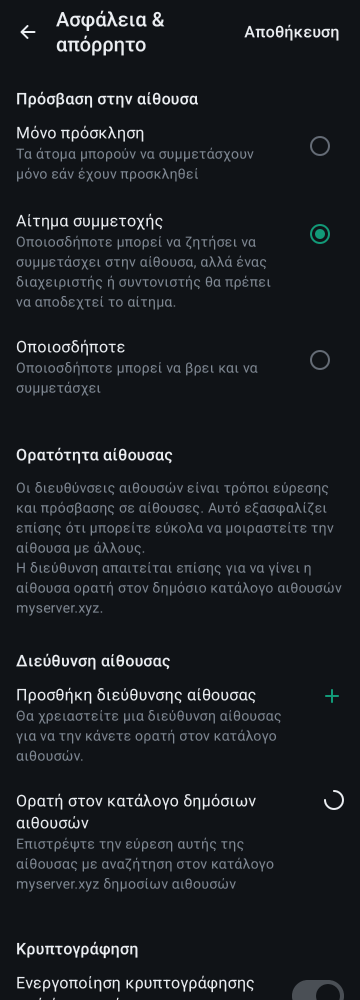 Ασφάλεια &
απόρρητο
Αποθήκευση
Πρόσβαση στην αίθουσα
Μόνο πρόσκληση
Τα άτομα μπορούν να συμμετάσχουν
μόνο εάν έχουν προσκληθεί
Αίτημα συμμετοχής
Οποιοσδήποτε μπορεί να ζητήσει να
συμμετάσχει στην αίθουσα, αλλά ένας
διαχειριστής ή συντονιστής θα πρέπει
να αποδεχτεί το αίτημα.
Οποιοσδήποτε
Οποιοσδήποτε μπορεί να βρει και να
συμμετάσχει
Ορατότητα αίθουσας
Οι διευθύνσεις αιθουσών είναι τρόποι εύρεσης
και πρόσβασης σε αίθουσες. Αυτό εξασφαλίζει
επίσης ότι μπορείτε εύκολα να μοιραστείτε την
αίθουσα με άλλους.
Η διεύθυνση απαιτείται επίσης για να γίνει η
αίθουσα ορατή στον δημόσιο κατάλογο αιθουσών
myserver.xyz.
Διεύθυνση αίθουσας
Προσθήκη διεύθυνσης αίθουσας
Θα χρειαστείτε μια διεύθυνση αίθουσας
για να την κάνετε ορατή στον κατάλογο
αιθουσών.
Ορατή στον κατάλογο δημόσιων
αιθουσών
Επιστρέψτε την εύρεση αυτής της
αίθουσας με αναζήτηση στον κατάλογο
myserver.xyz δημοσίων αιθουσών
Κρυπτογράφηση
Ενεργοποίηση κρυπτογράφησης